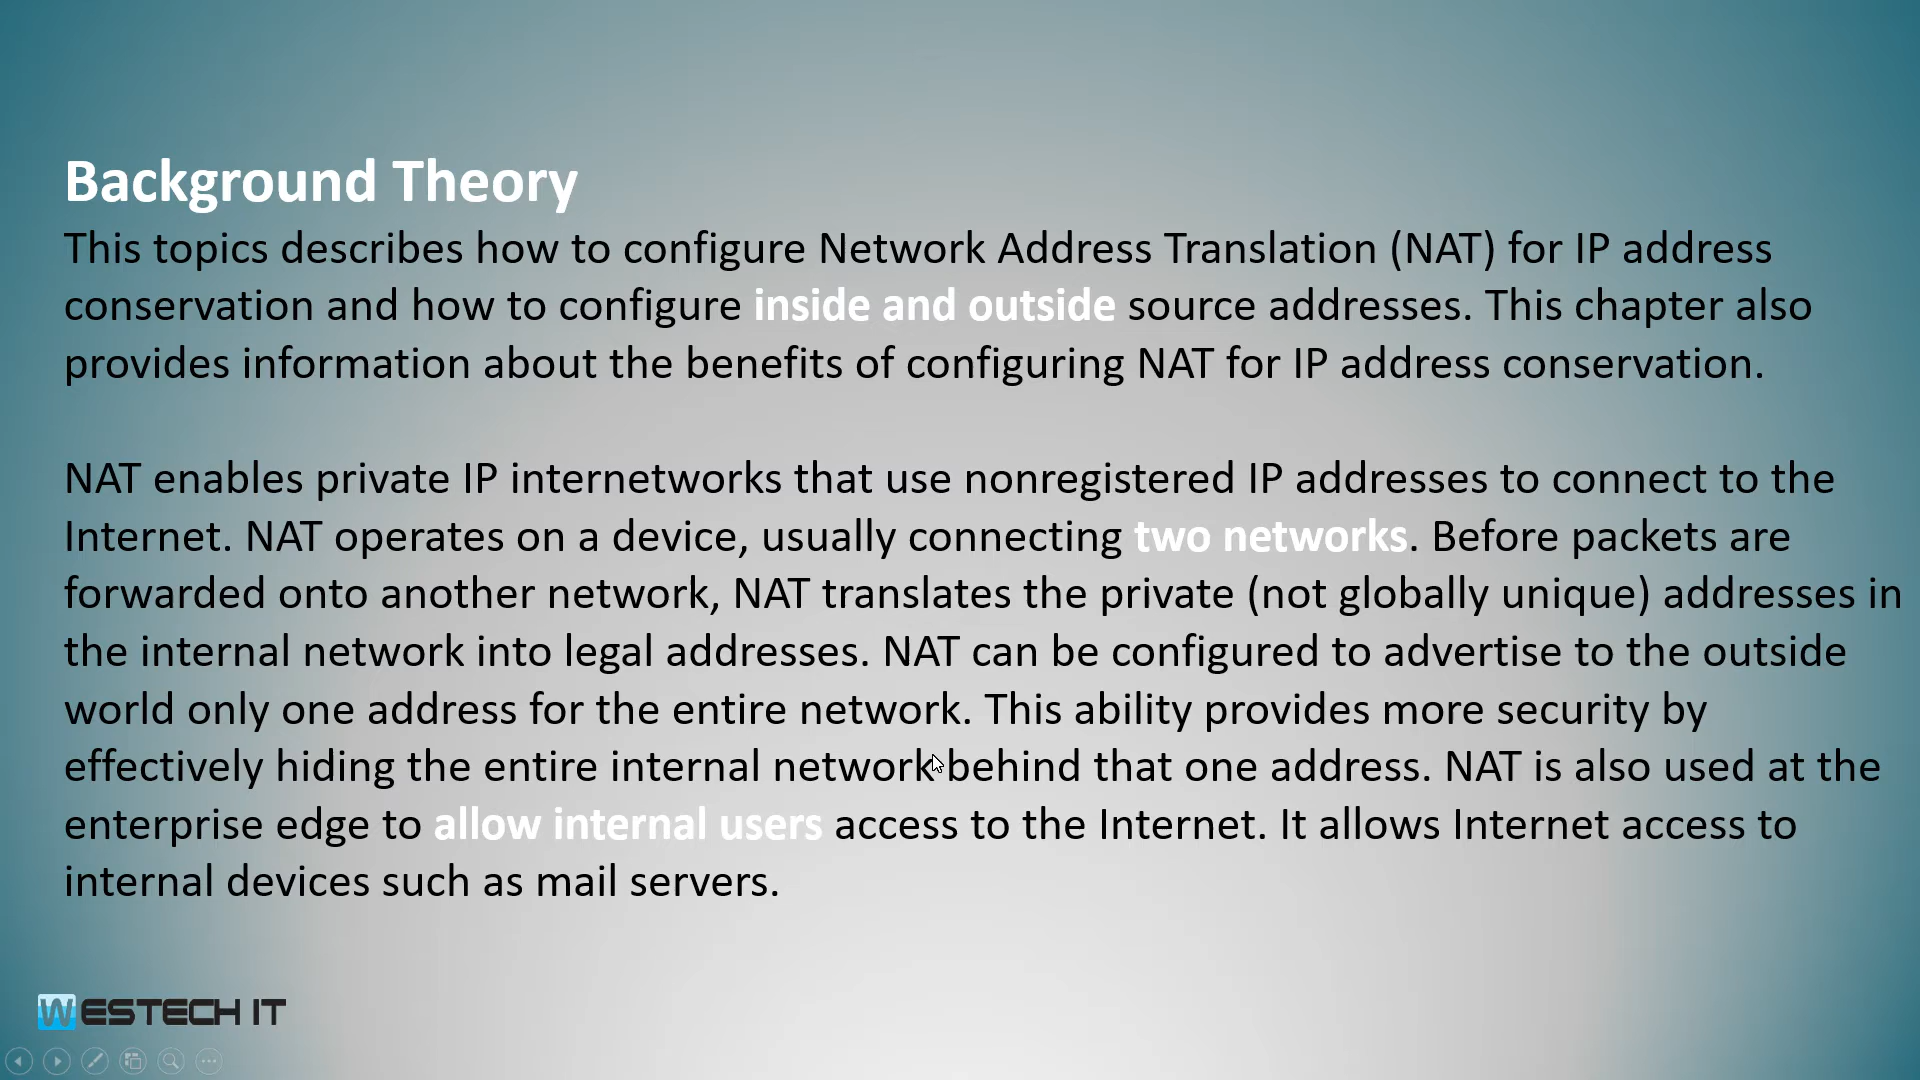 Background Theory
This topics describes how to configure Network Address Translation (NAT) for IP address
conservation and how to configure inside and outside source addresses. This chapter also
provides information about the benefits of configuring NAT for IP address conservation.
NAT enables private IP internetworks that use nonregistered IP addresses to connect to the
Internet. NAT operates on a device, usually connecting two networks. Before packets are
forwarded onto another network, NAT translates the private (not globally unique) addresses in
the internal network into legal addresses. NAT can be configured to advertise to the outside
world only one address for the entire network. This ability provides more security by
effectively hiding the entire internal network behind that one address. NAT is also used at the
enterprise edge to allow internal users access to the Internet. It allows Internet access to
internal devices such as mail servers.
WESTECH IT